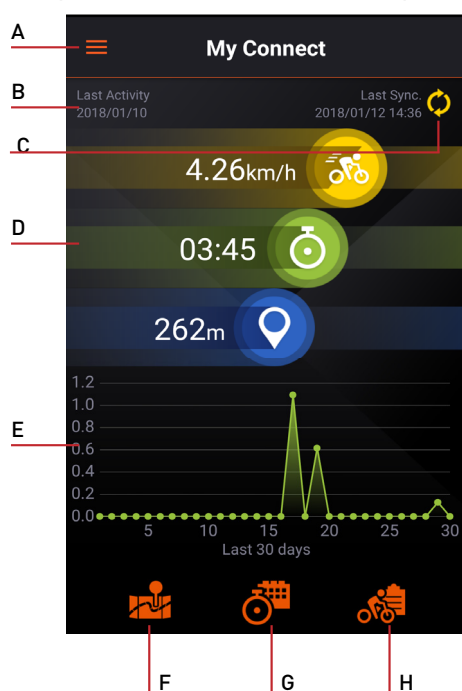 A
My Connect
B
Last Activity
Last Sync.
2018/01/10
2018/01/12 14:36
C
4.26km/h
D
03:45
262m
1.2
1.0
E
0.8
0.6
0.4
0.2
0.0
5 10 15 20 25 30
Last 30 days
F G H